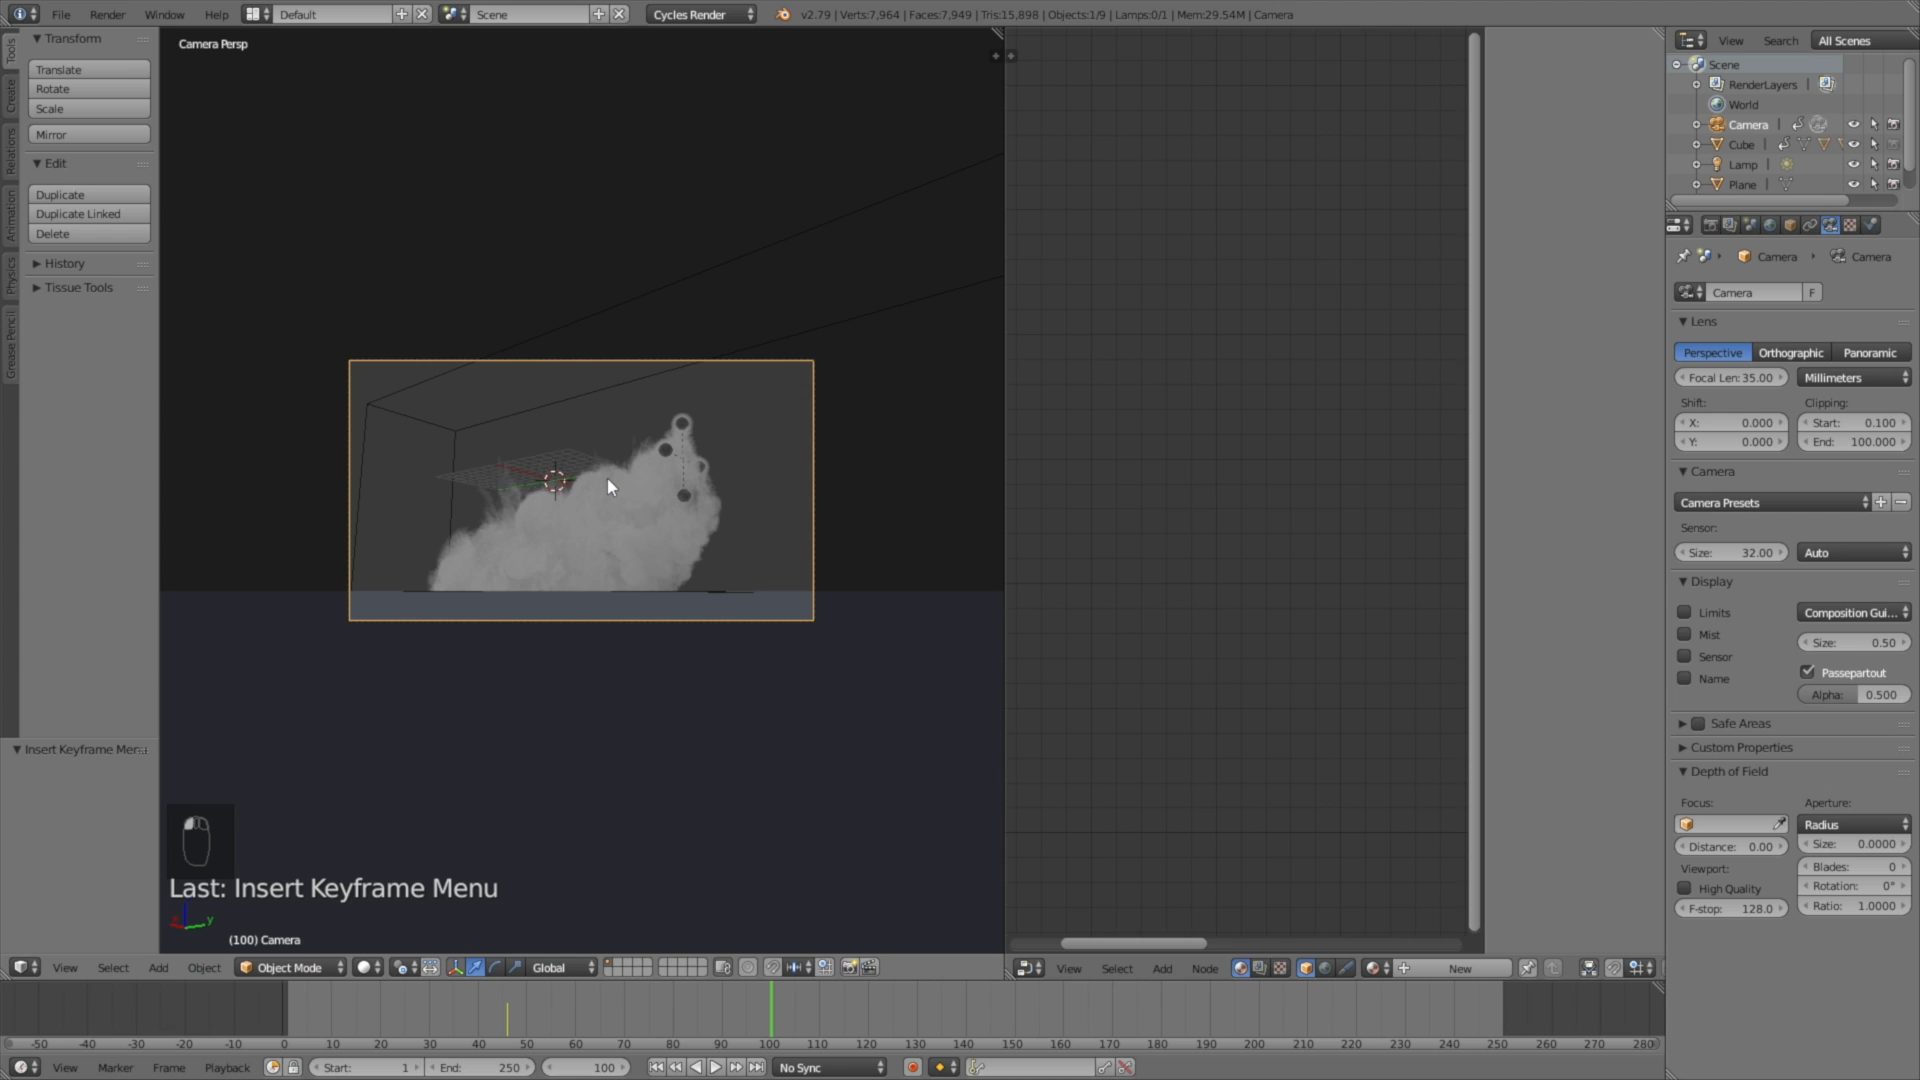 File Render Window Help Default Scene Cycles Render v2.79 | Verts:7,964 | Faces:7,949 | Tris:15,898 | Objects:1/9 | Lamps:0/1 | Mem:29.54M | Camera
Tools
Create
Relations
Animation
Physics
Grease Pencil
Transform
Translate
Rotate
Scale
Mirror
Edit
Duplicate
Duplicate Linked
Delete
History
Tissue Tools
Insert Keyframe
Camera Persp
Last: Insert Keyframe Menu
x y
(100) Camera
View Select Add Object Object Mode Global
View Select Add Node New
View Search All Scenes
Scene
RenderLayers
World
Camera
Cube
Lamp
Plane
Camera Camera
Camera F
Lens
Perspective Orthographic Panoramic
Focal Len: 35.00 Millimeters
Shift: Clipping:
X: 0.000 Start: 0.100
Y: 0.000 End: 100.000
Camera
Camera Presets
Sensor:
Size: 32.00 Auto
Display
Limits Composition Gui...
Mist Size: 0.50
Sensor Passepartout
Name Alpha: 0.500
Safe Areas
Custom Properties
Depth of Field
Focus: Aperture:
Radius
Distance: 0.00 Size: 0.0000
Viewport: Blades: 0
High Quality Rotation: 0°
F-stop: 128.0 Ratio: 1.0000
-50 -40 -30 -20 -10 0 10 20 30 40 50 60 70 80 90 100 110 120 130 140 150 160 170 180 190 200 210 220 230 240 250 260 270 280
View Marker Frame Playback Start: 1 End: 250 100 No Sync